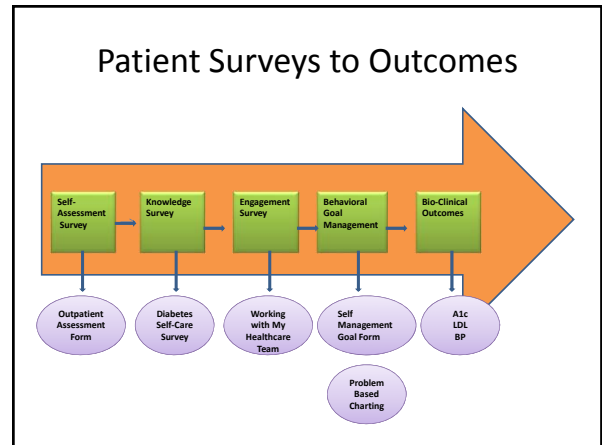 Patient Surveys to Outcomes
Self-
Assessment
Survey
Knowledge
Survey
Engagement
Survey
Behavioral
Goal
Management
Bio-Clinical
Outcomes
Outpatient
Assessment
Form
Diabetes
Self-Care
Survey
Working
with My
Healthcare
Team
Self
Management
Goal Form
A1c
LDL
BP
Problem
Based
Charting